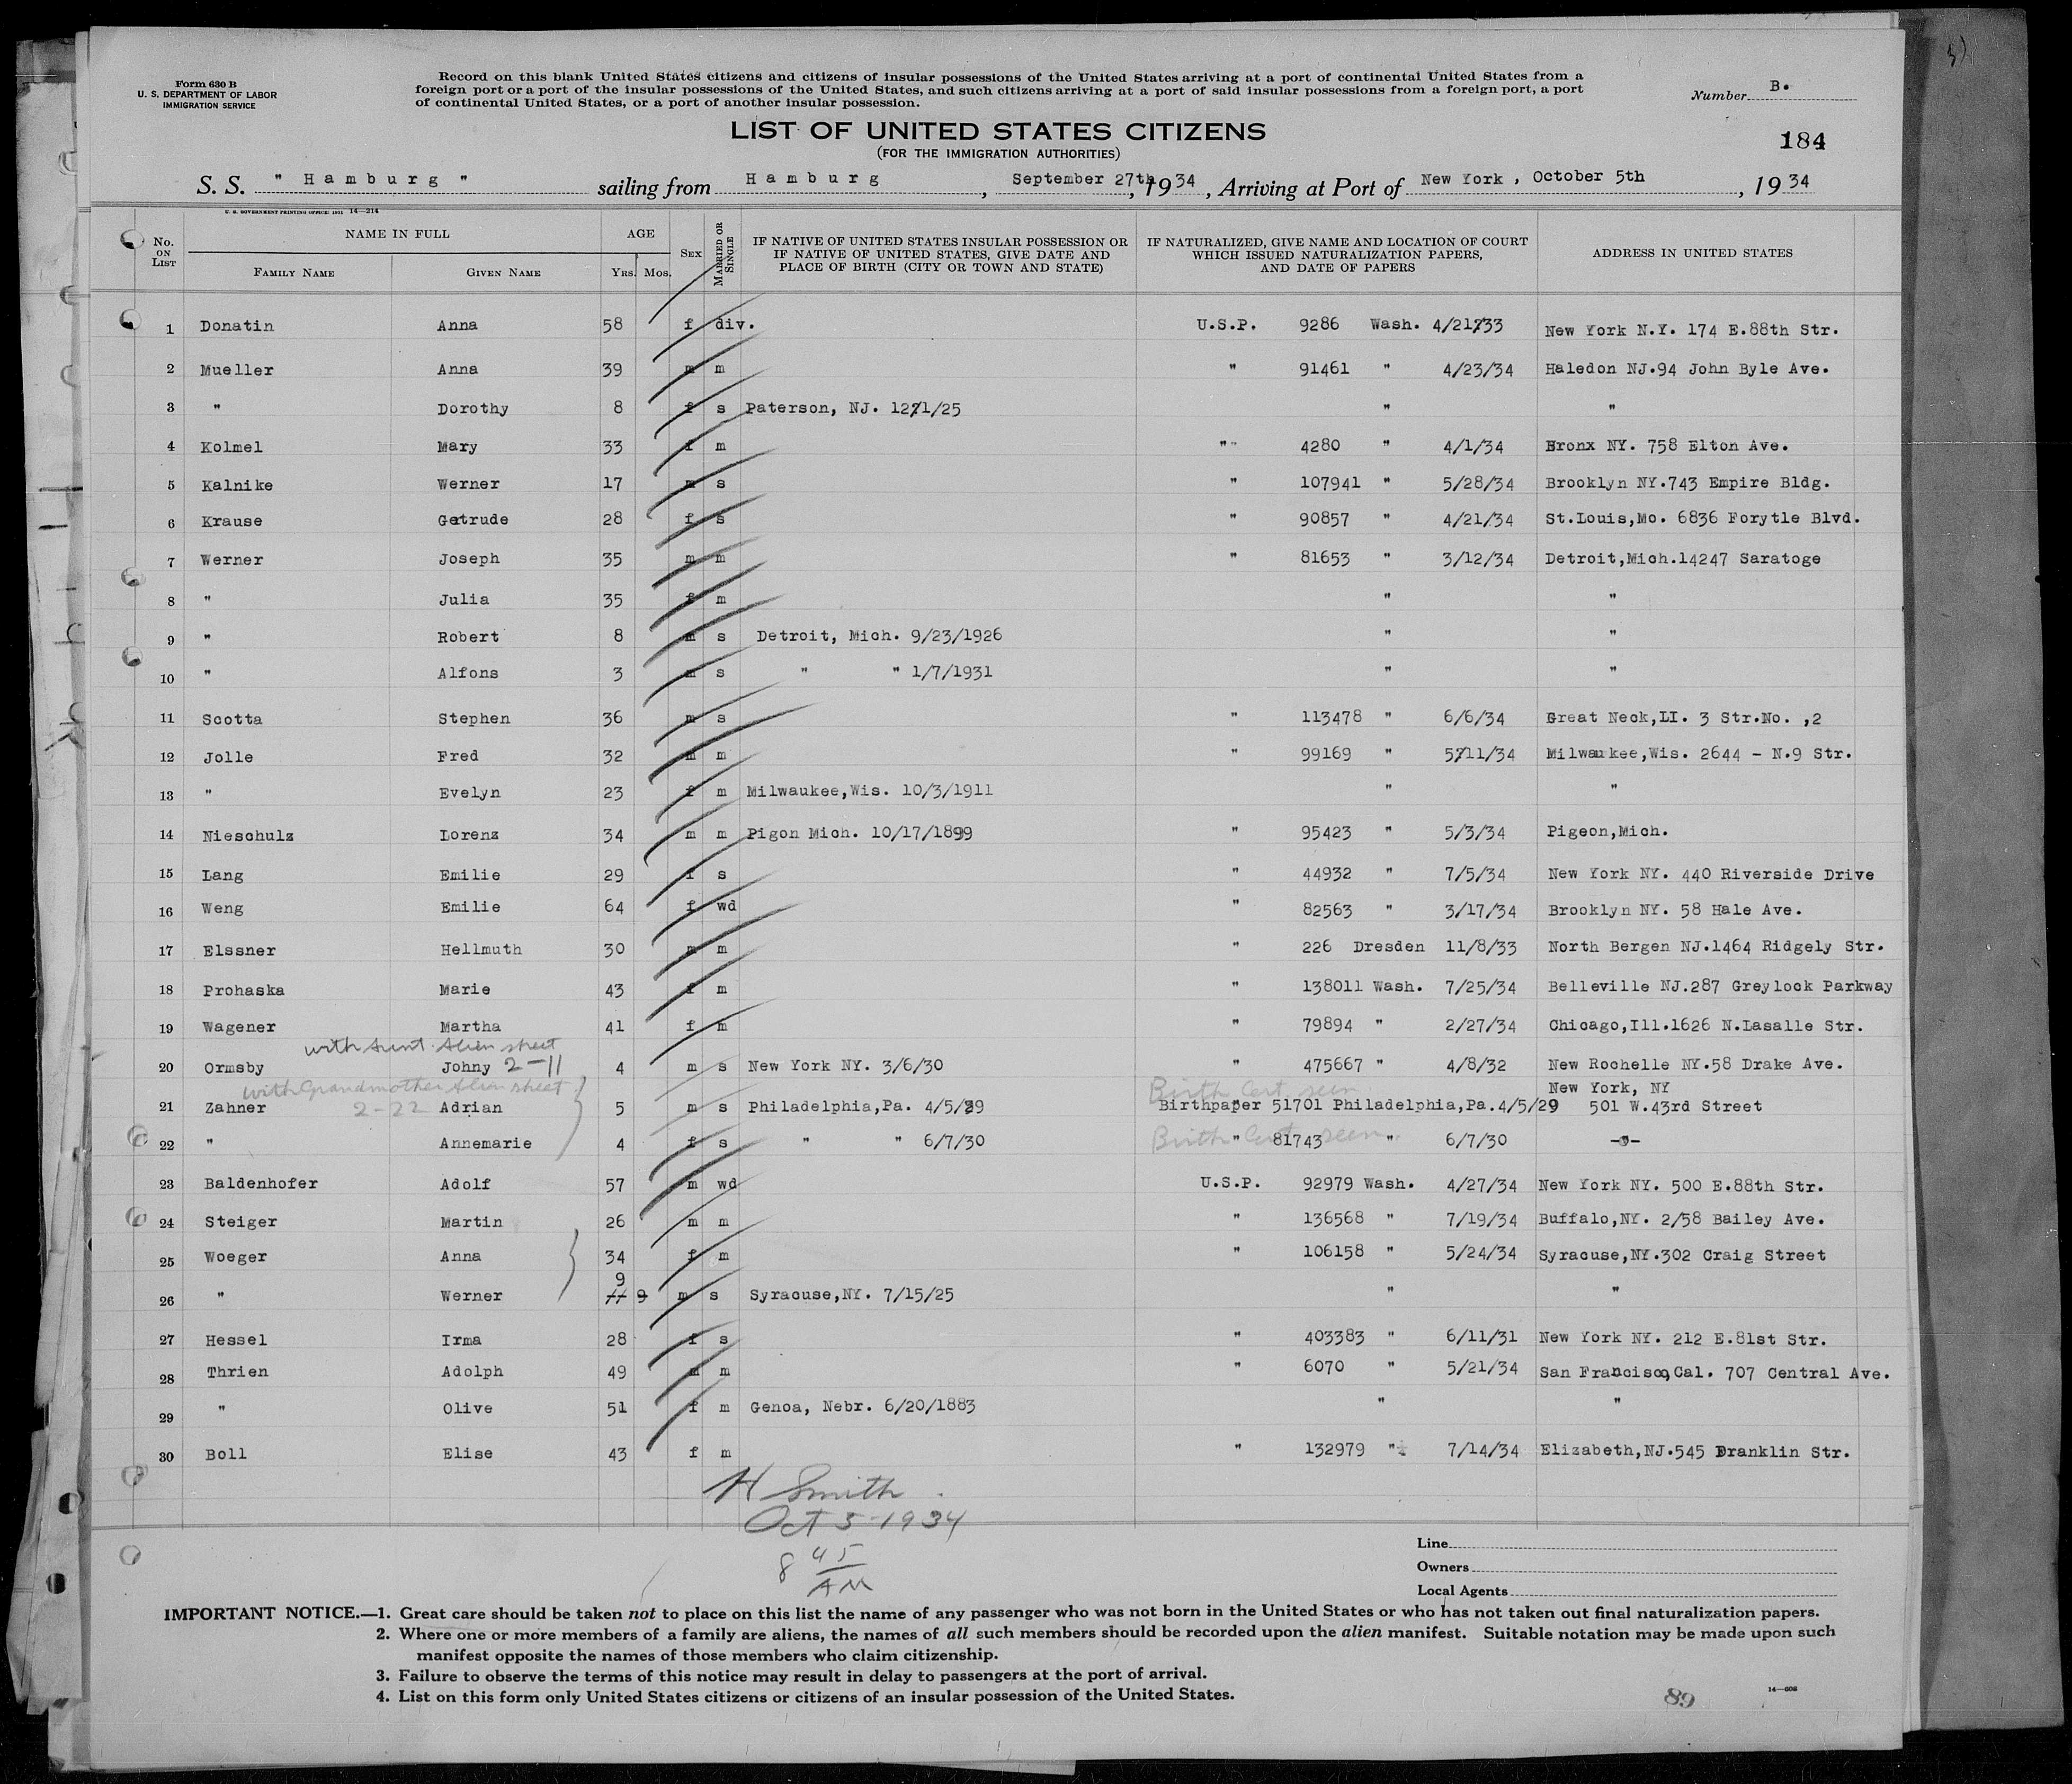 Form 630 B
U. S. DEPARTMENT OF LABOR
IMMIGRATION SERVICE
Record on this blank United States citizens and citizens of insular possessions of the United States arriving at a port of continental United States from a
foreign port or a port of the insular possessions of the United States, and such citizens arriving at a port of said insular possessions from a foreign port, a port
of continental United States, or a port of another insular possession.
Number B.
LIST OF UNITED STATES CITIZENS
(FOR THE IMMIGRATION AUTHORITIES)
184
S. S. " Hamburg " sailing from Hamburg , September 27th, 1934, Arriving at Port of New York , October 5th , 1934
U. S. GOVERNMENT PRINTING OFFICE: 1931 14—214
No. ON LIST NAME IN FULL FAMILY NAME GIVEN NAME AGE YRS. MOS. SEX MARRIED OR SINGLE IF NATIVE OF UNITED STATES INSULAR POSSESSION OR IF NATIVE OF UNITED STATES, GIVE DATE AND PLACE OF BIRTH (CITY OR TOWN AND STATE) IF NATURALIZED, GIVE NAME AND LOCATION OF COURT WHICH ISSUED NATURALIZATION PAPERS, AND DATE OF PAPERS ADDRESS IN UNITED STATES
1 Donatin Anna 58 f div. U.S.P. 9286 Wash. 4/21/33 New York N.Y. 174 E.88th Str.
2 Mueller Anna 39 m m " 91461 " 4/23/34 Haledon NJ.94 John Byle Ave.
3 " Dorothy 8 f s Paterson, NJ. 12/1/25 " "
4 Kolmel Mary 33 f m " 4280 " 4/1/34 Bronx NY. 758 Elton Ave.
5 Kalnike Werner 17 m s " 107941 " 5/28/34 Brooklyn NY.743 Empire Bldg.
6 Krause Getrude 28 f s " 90857 " 4/21/34 St.Louis,Mo. 6836 Forytle Blvd.
7 Werner Joseph 35 m m " 81653 " 3/12/34 Detroit,Mich.14247 Saratoge
8 " Julia 35 f m " "
9 " Robert 8 m s Detroit, Mich. 9/23/1926 " "
10 " Alfons 3 m s " " 1/7/1931 " "
11 Scotta Stephen 36 m s " 113478 " 6/6/34 Great Neck,LI. 3 Str.No. ,2
12 Jolle Fred 32 m m " 99169 " 5/11/34 Milwaukee,Wis. 2644 - N.9 Str.
13 " Evelyn 23 f m Milwaukee,Wis. 10/3/1911 " "
14 Nieschulz Lorenz 34 m m Pigon Mich. 10/17/1899 " 95423 " 5/3/34 Pigeon,Mich.
15 Lang Emilie 29 f s " 44932 " 7/5/34 New York NY. 440 Riverside Drive
16 Weng Emilie 64 f wd " 82563 " 3/17/34 Brooklyn NY. 58 Hale Ave.
17 Elssner Hellmuth 30 m m " 226 Dresden 11/8/33 North Bergen NJ.1464 Ridgely Str.
18 Prohaska Marie 43 f m " 138011 Wash. 7/25/34 Belleville NJ.287 Greylock Parkway
19 Wagener Martha 41 f m " 79894 " 2/27/34 Chicago,Ill.1626 N.Lasalle Str.
with Aunt Alien sheet
20 Ormsby Johny 2-11 4 m s New York NY. 3/6/30 " 475667 " 4/8/32 New Rochelle NY.58 Drake Ave.
with Grandmother Alien sheet Birth Cert. seen New York, NY
21 Zahner 2-22 Adrian 5 m s Philadelphia,Pa. 4/5/29 Birthpaper 51701 Philadelphia,Pa.4/5/29 501 W.43rd Street
22 " Annemarie 4 f s " " 6/7/30 Birth Cert seen " 81743 " 6/7/30 -"-
23 Baldenhofer Adolf 57 m wd U.S.P. 92979 Wash. 4/27/34 New York NY. 500 E.88th Str.
24 Steiger Martin 26 m m " 136568 " 7/19/34 Buffalo,NY. 2/58 Bailey Ave.
25 Woeger Anna 34 f m " 106158 " 5/24/34 Syracuse,NY.302 Craig Street
9
26 " Werner 11 9 m s Syracuse,NY. 7/15/25 " "
27 Hessel Irma 28 f s " 403383 " 6/11/31 New York NY. 212 E.81st Str.
28 Thrien Adolph 49 m m " 6070 " 5/21/34 San Francisco,Cal. 707 Central Ave.
29 " Olive 51 f m Genoa, Nebr. 6/20/1883 " "
30 Boll Elise 43 f m " 132979 " 7/14/34 Elizabeth,NJ.545 Dranklin Str.
H Smith
Oct 5-1934
8 45 AM
Line
Owners
Local Agents
IMPORTANT NOTICE.—1. Great care should be taken not to place on this list the name of any passenger who was not born in the United States or who has not taken out final naturalization papers.
2. Where one or more members of a family are aliens, the names of all such members should be recorded upon the alien manifest. Suitable notation may be made upon such
manifest opposite the names of those members who claim citizenship.
3. Failure to observe the terms of this notice may result in delay to passengers at the port of arrival.
4. List on this form only United States citizens or citizens of an insular possession of the United States.
89
14—608